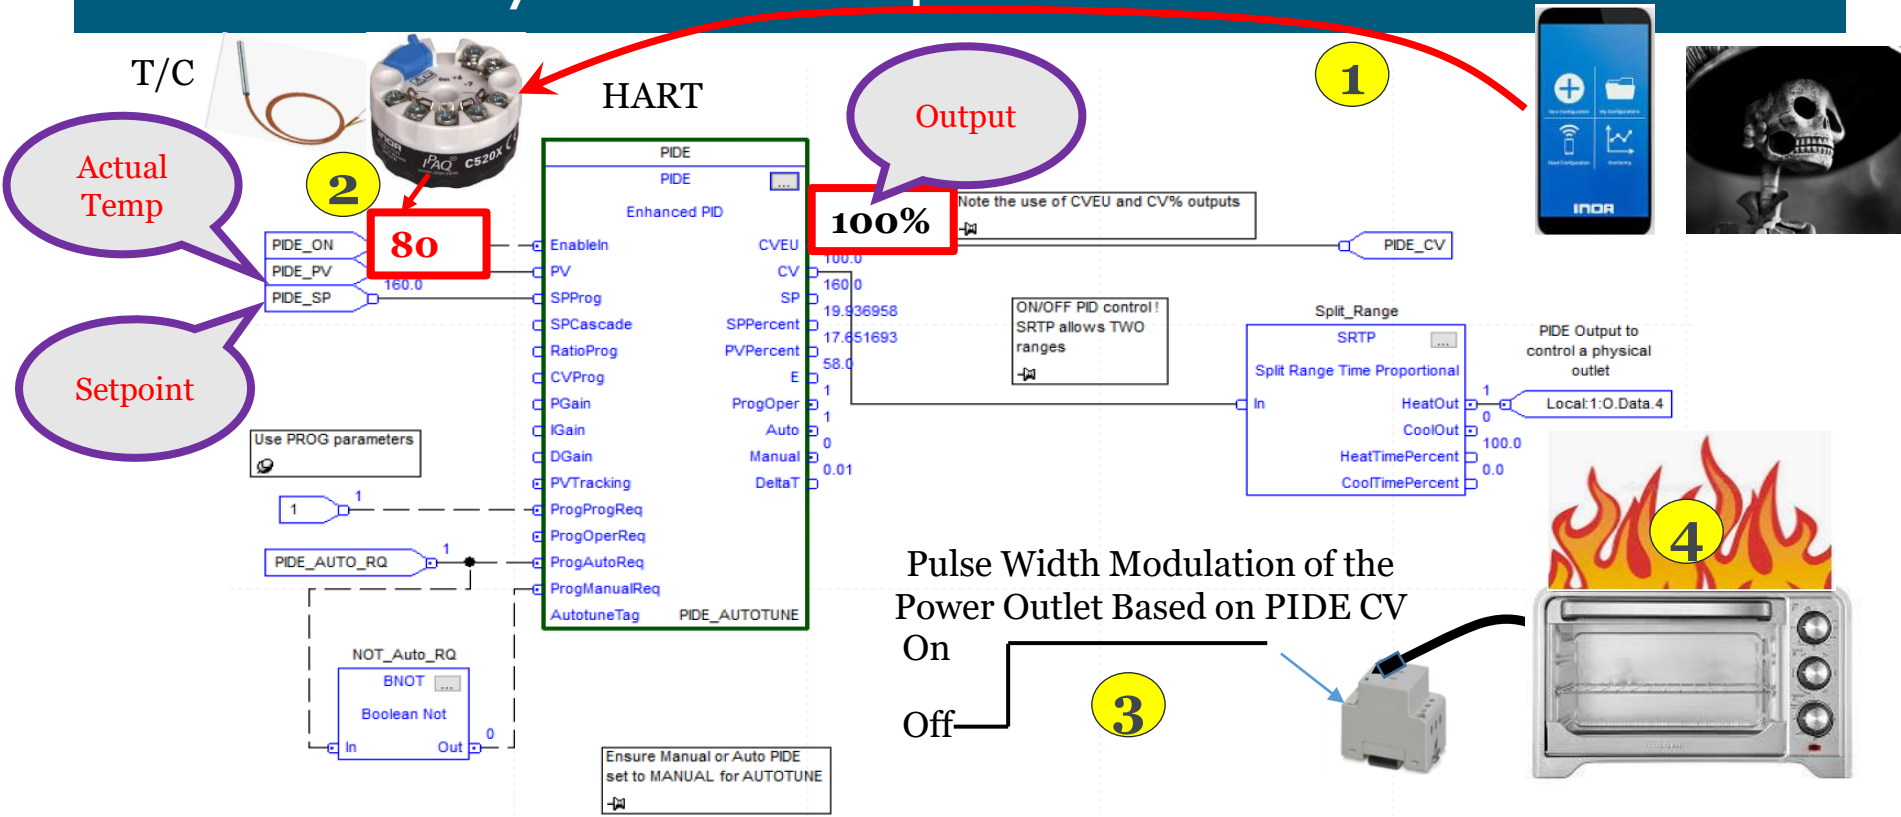 T/C
HART
1
Output
Actual
Temp
2
80
100%
Setpoint
INOR
iPAQ
C520X
INOR
PIDE
PIDE
...
Enhanced PID
PIDE_ON
PIDE_PV
PIDE_SP
160.0
EnableIn
PV
SPProg
SPCascade
RatioProg
CVProg
PGain
IGain
DGain
PVTracking
ProgProgReq
ProgOperReq
ProgAutoReq
ProgManualReq
AutotuneTag
PIDE_AUTOTUNE
CVEU
CV
SP
SPPercent
PVPercent
E
ProgOper
Auto
Manual
DeltaT
100.0
160.0
19.936958
17.651693
58.0
1
1
0
0.01
Note the use of CVEU and CV% outputs
PIDE_CV
ON/OFF PID control !
SRTP allows TWO
ranges
Split_Range
SRTP
...
Split Range Time Proportional
In
HeatOut
CoolOut
HeatTimePercent
CoolTimePercent
1
0
100.0
0.0
PIDE Output to
control a physical
outlet
Local:1:O.Data.4
Use PROG parameters
1
1
PIDE_AUTO_RQ
1
NOT_Auto_RQ
BNOT
...
Boolean Not
In
Out
0
Ensure Manual or Auto PIDE
set to MANUAL for AUTOTUNE
Pulse Width Modulation of the
Power Outlet Based on PIDE CV
On
Off
3
4